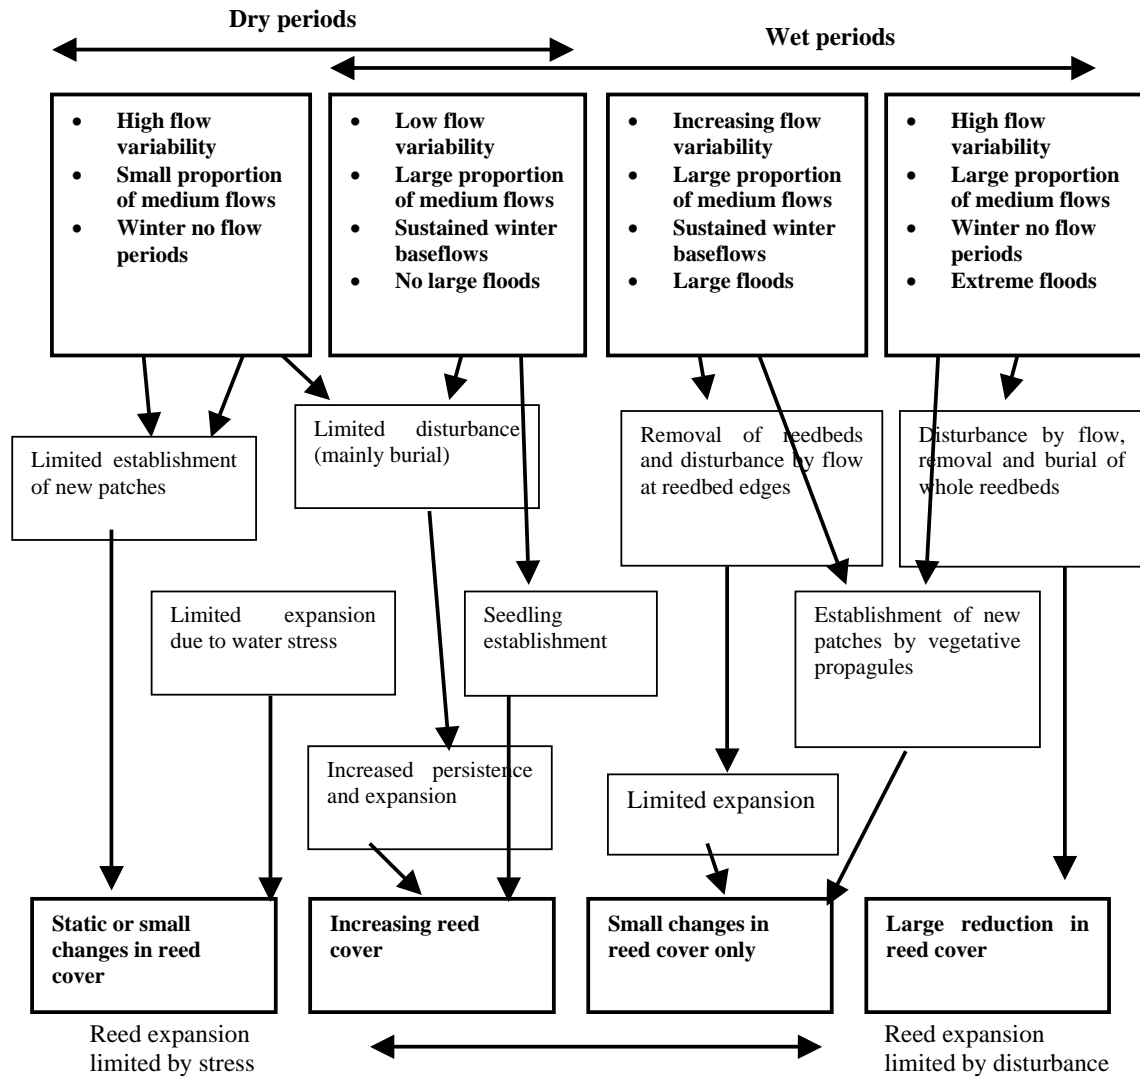 Dry periods
Wet periods
• High flow
variability
• Small proportion
of medium flows
• Winter no flow
periods
• Low flow
variability
• Large proportion
of medium flows
• Sustained winter
baseflows
• No large floods
• Increasing flow
variability
• Large proportion
of medium flows
• Sustained winter
baseflows
• Large floods
• High flow
variability
• Large proportion
of medium flows
• Winter no flow
periods
• Extreme floods
Limited establishment
of new patches
Limited disturbance
(mainly burial)
Removal of reedbeds
and disturbance by flow
at reedbed edges
Disturbance by flow,
removal and burial of
whole reedbeds
Limited expansion
due to water stress
Seedling
establishment
Establishment of new
patches by vegetative
propagules
Increased persistence
and expansion
Limited expansion
Static or small
changes in reed
cover
Increasing reed
cover
Small changes in
reed cover only
Large reduction in
reed cover
Reed expansion
limited by stress
Reed expansion
limited by disturbance